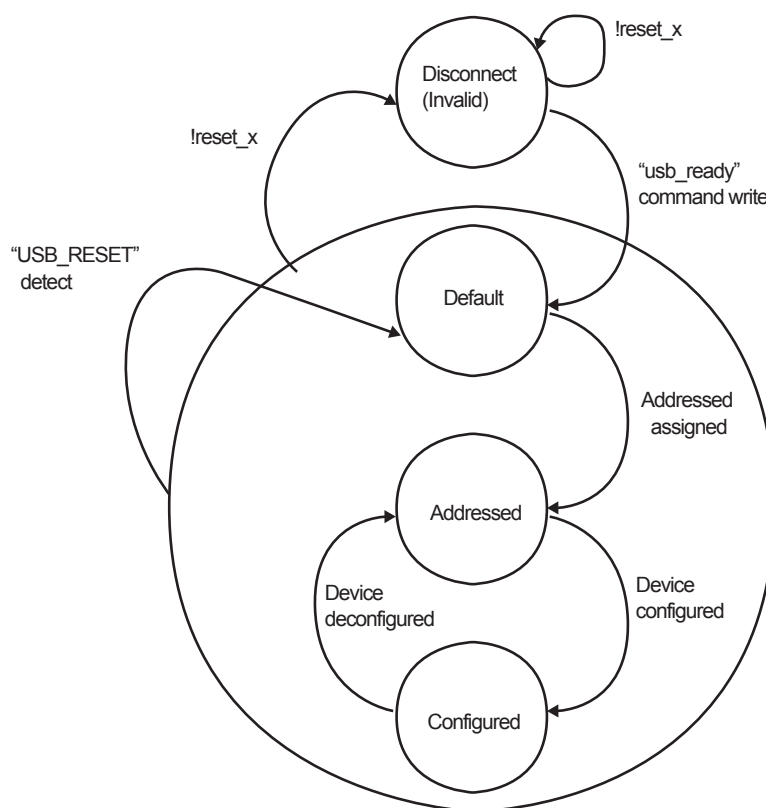 !reset_x
Disconnect
(Invalid)
!reset_x
“usb_ready”
command write
“USB_RESET”
detect
Default
Addressed
assigned
Addressed
Device
deconfigured
Device
configured
Configured